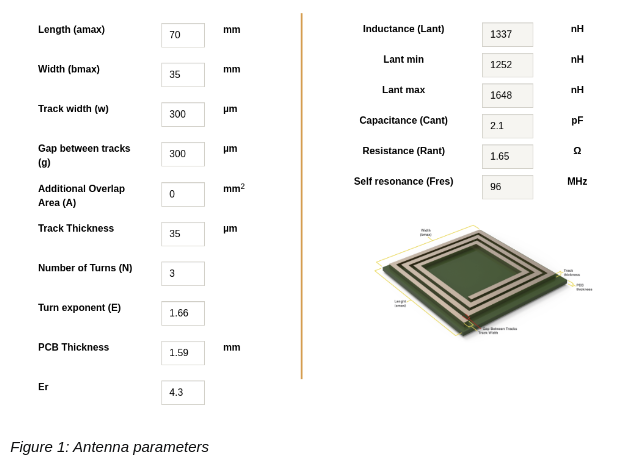 Length (amax) 70 mm
Width (bmax) 35 mm
Track width (w) 300 µm
Gap between tracks
(g) 300 µm
Additional Overlap
Area (A) 0 mm2
Track Thickness 35 µm
Number of Turns (N) 3
Turn exponent (E) 1.66
PCB Thickness 1.59 mm
Er 4.3
Inductance (Lant) 1337 nH
Lant min 1252 nH
Lant max 1648 nH
Capacitance (Cant) 2.1 pF
Resistance (Rant) 1.65 Ω
Self resonance (Fres) 96 MHz
Width
(bmax)
Track
thickness
PCB
thickness
Length
Gap Between Tracks
Track Width
Figure 1: Antenna parameters